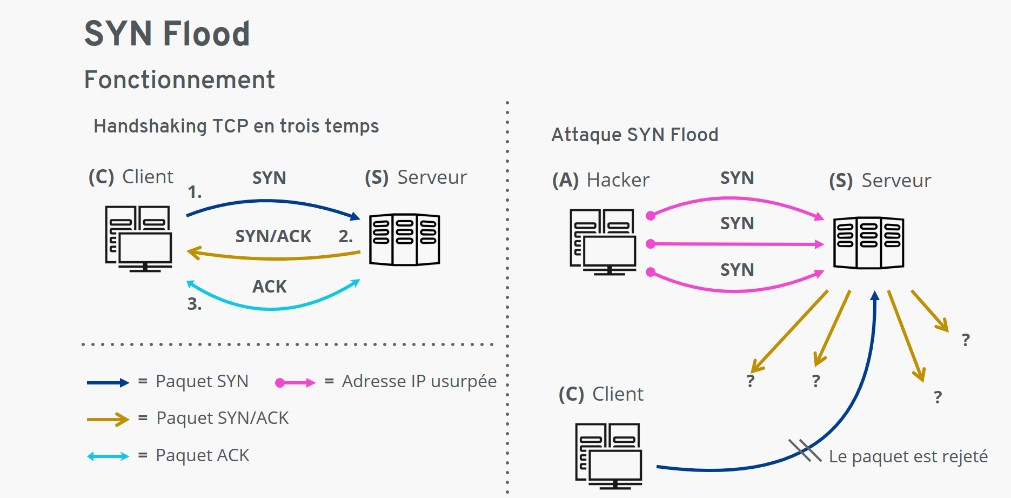 SYN Flood
Fonctionnement
Handshaking TCP en trois temps
(C) Client
1.
SYN
(S) Serveur
SYN/ACK
2.
ACK
3.
= Paquet SYN
= Adresse IP usurpée
= Paquet SYN/ACK
= Paquet ACK
Attaque SYN Flood
(A) Hacker
SYN
(S) Serveur
SYN
SYN
?
?
?
?
(C) Client
Le paquet est rejeté